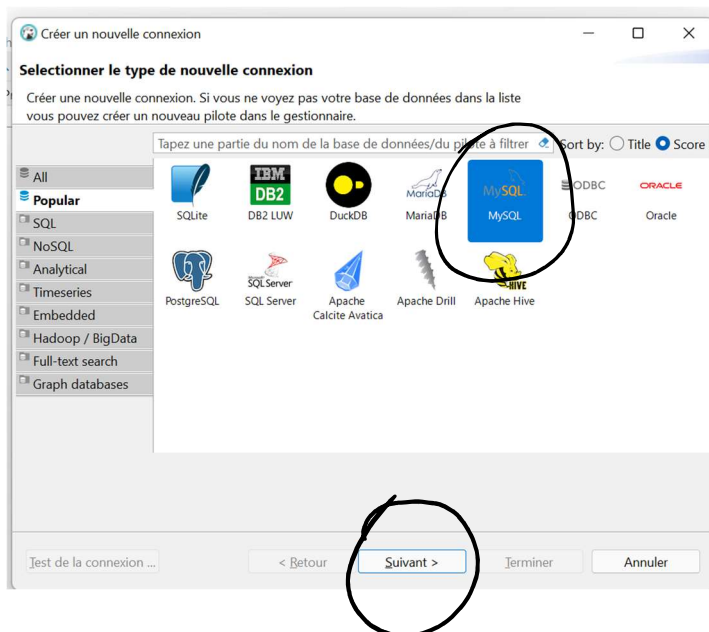 Créer un nouvelle connexion
Selectionner le type de nouvelle connexion
Créer une nouvelle connexion. Si vous ne voyez pas votre base de données dans la liste
vous pouvez créer un nouveau pilote dans le gestionnaire.
Tapez une partie du nom de la base de données/du pilote à filtrer Sort by: Title Score
All
Popular
SQL
NoSQL
Analytical
Timeseries
Embedded
Hadoop / BigData
Full-text search
Graph databases
IBM
DB2
MariaDB
MySQL
ODBC
ORACLE
SQLite DB2 LUW DuckDB MariaDB MySQL ODBC Oracle
SQL Server
HIVE
PostgreSQL SQL Server Apache Calcite Avatica Apache Drill Apache Hive
Test de la connexion ... < Retour Suivant > Terminer Annuler